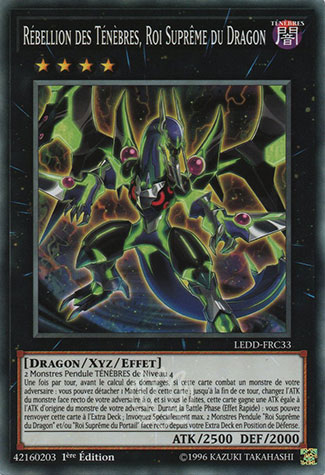 Rébellion des Ténèbres, Roi Suprême du Dragon
TÉNÈBRES
闇
LEDD-FRC33
[Dragon/Xyz/Effet]
2 Monstres Pendule TÉNÈBRES de Niveau 4
Une fois par tour, avant le calcul des dommages, si cette carte combat un monstre de votre
adversaire : vous pouvez détacher 1 Matériel de cette carte ; jusqu'à la fin de ce tour, changez
l'ATK du monstre face recto de votre adversaire à 0, et si vous le faites, cette carte gagne une ATK égale à
l'ATK d'origine du monstre de votre adversaire. Durant la Battle Phase (Effet Rapide) : vous pouvez
renvoyer cette carte à l'Extra Deck ; Invoquez Spécialement max. 2 Monstres Pendule "Roi Suprême
du Dragon" et/ou "Roi Suprême du Portail" face recto depuis votre Extra Deck en Position de Défense.
ATK/2500 DEF/2000
42160203 1ère Édition ©1996 KAZUKI TAKAHASHI